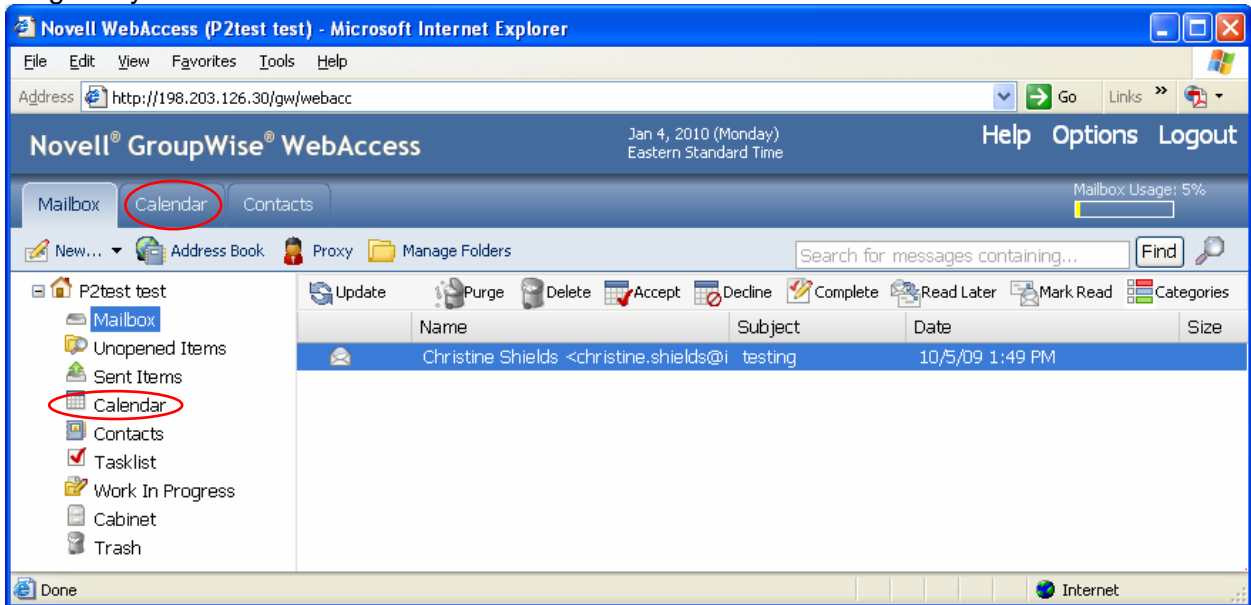 Novell WebAccess (P2test test) - Microsoft Internet Explorer
File Edit View Favorites Tools Help
Address http://198.203.126.30/gw/webacc Go Links »
Novell® GroupWise® WebAccess Jan 4, 2010 (Monday) Help Options Logout
Eastern Standard Time
Mailbox Calendar Contacts Mailbox Usage: 5%
New... Address Book Proxy Manage Folders Search for messages containing... Find
P2test test Update Purge Delete Accept Decline Complete Read Later Mark Read Categories
Mailbox Name Subject Date Size
Unopened Items Christine Shields <christine.shields@i testing 10/5/09 1:49 PM
Sent Items
Calendar
Contacts
Tasklist
Work In Progress
Cabinet
Trash
Done Internet